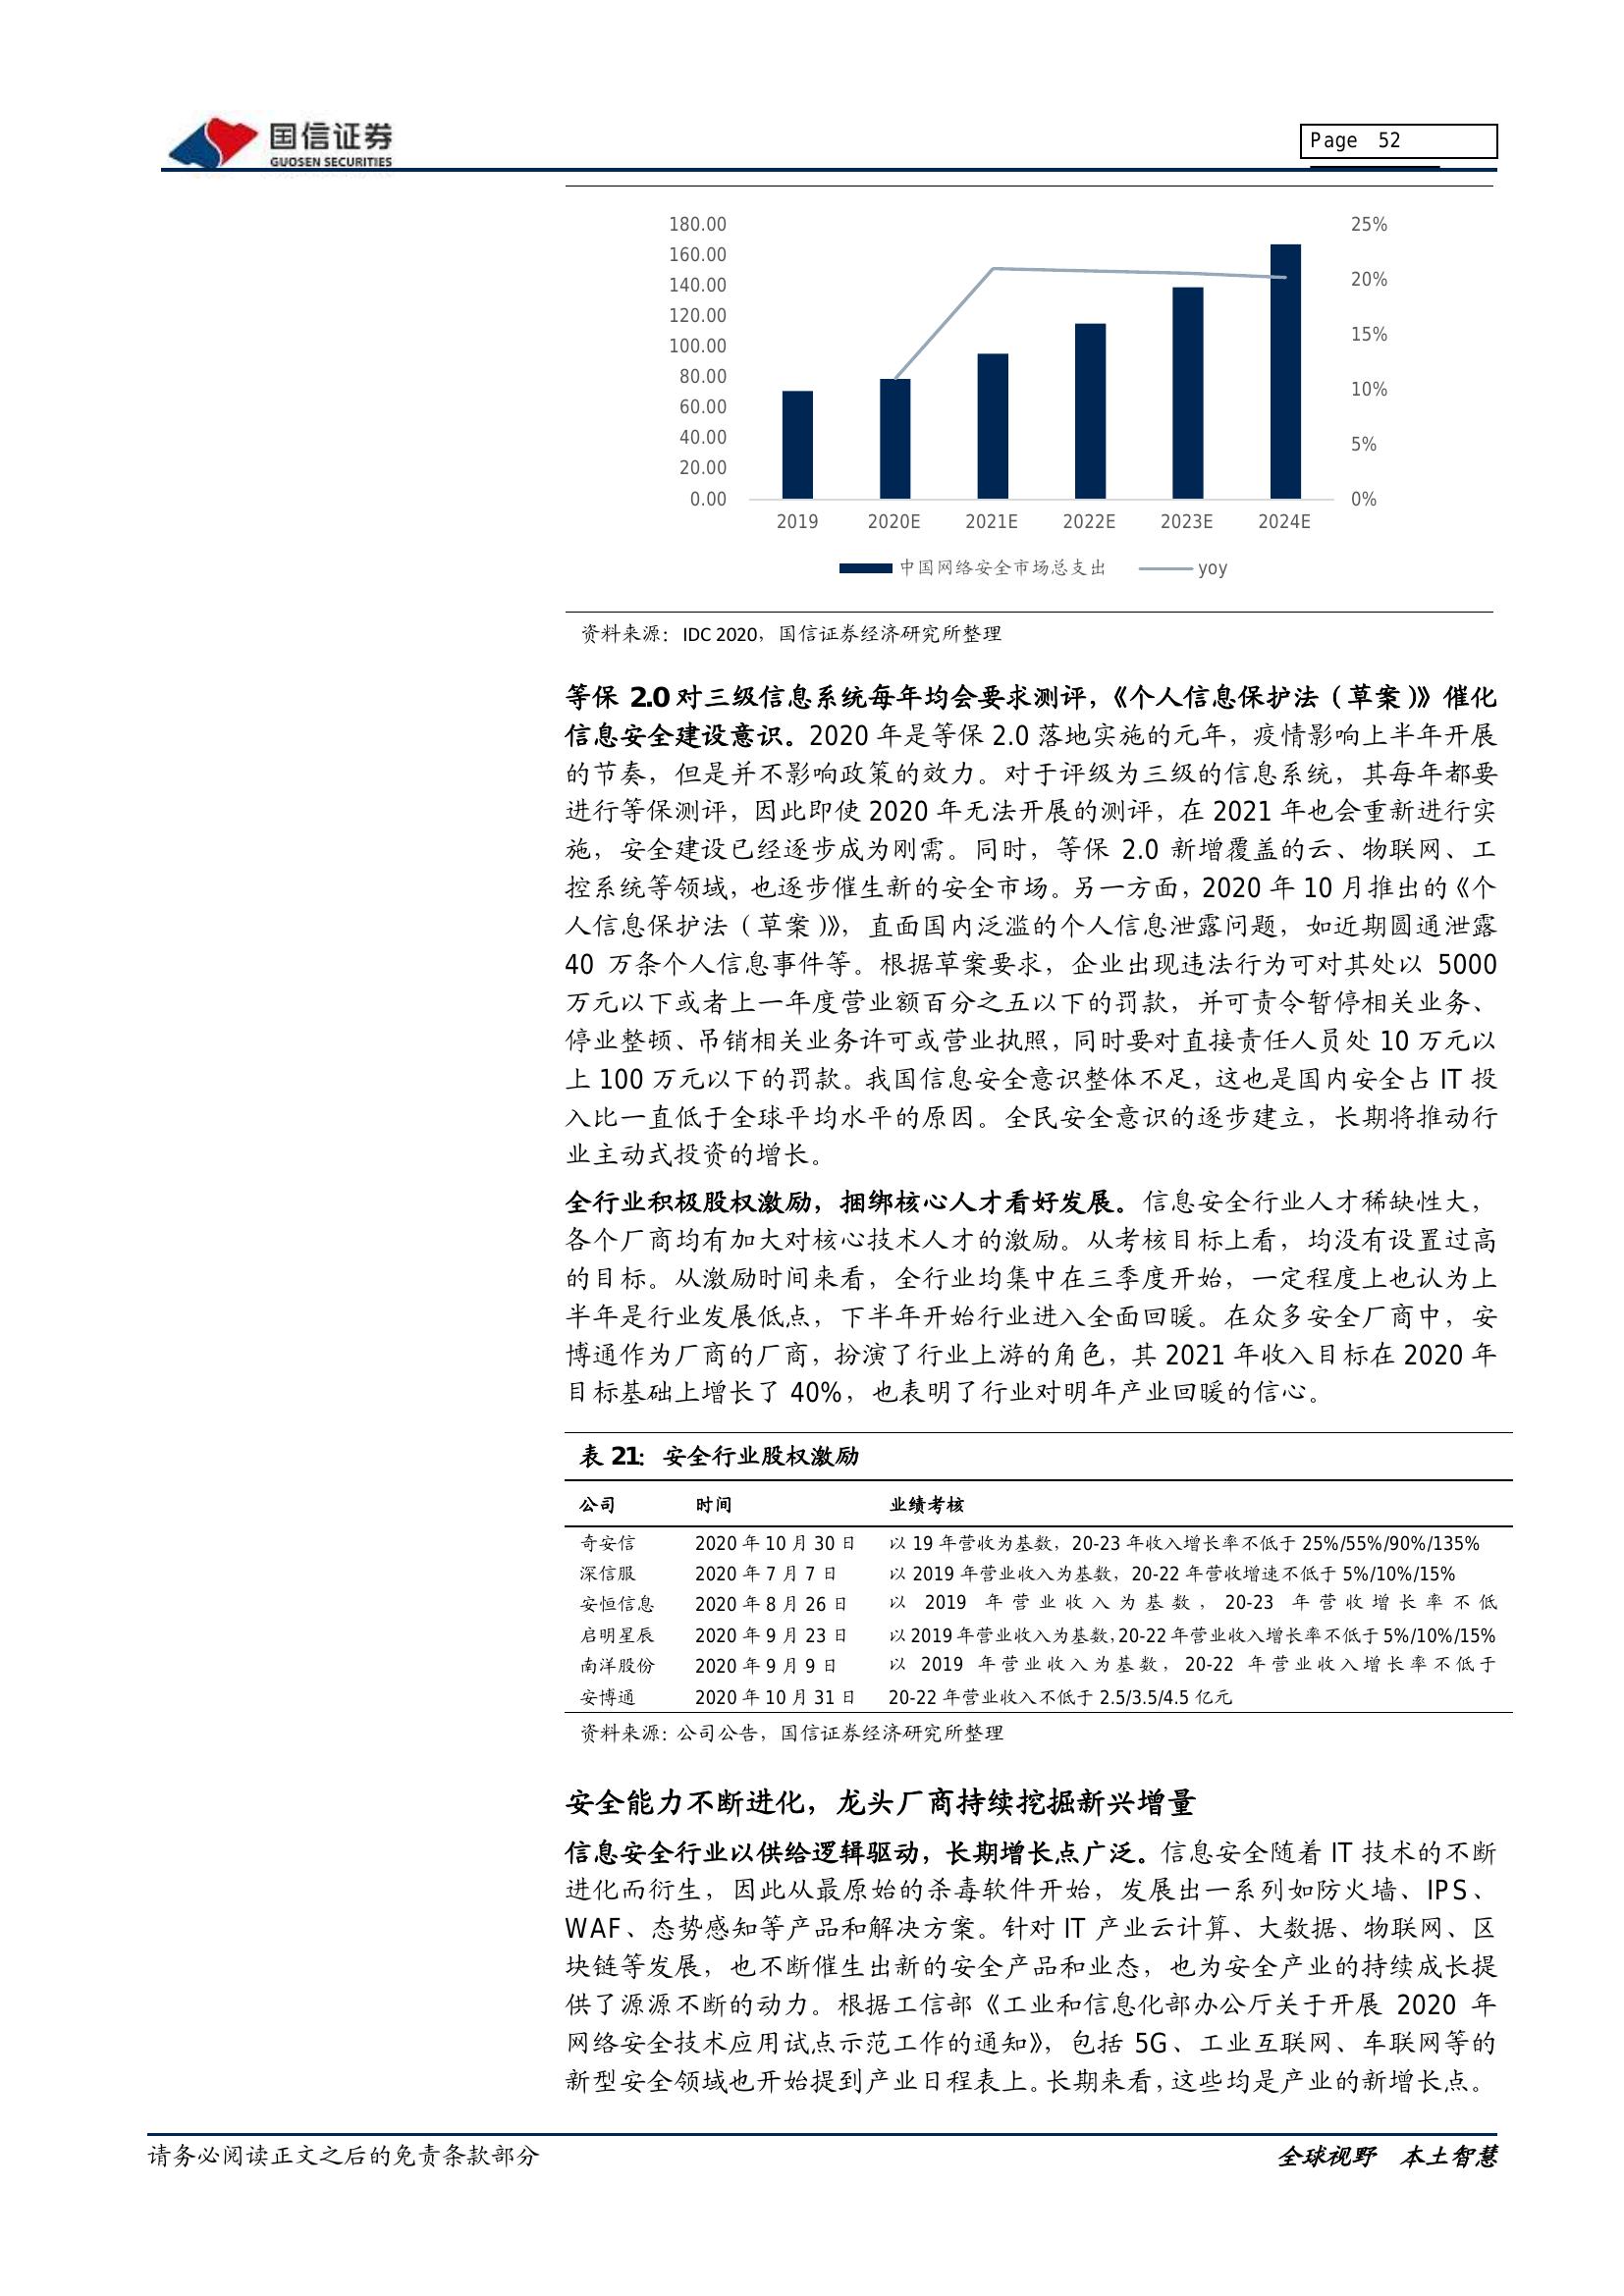 国信证券
GUOSEN SECURITIES
Page 52
180.00
160.00
140.00
120.00
100.00
80.00
60.00
40.00
20.00
0.00
25%
20%
15%
10%
5%
0%
2019 2020E 2021E 2022E 2023E 2024E
中国网络安全市场总支出 yoy
资料来源：IDC 2020，国信证券经济研究所整理
等保 2.0 对三级信息系统每年均会要求测评，《个人信息保护法（草案）》催化
信息安全建设意识。2020 年是等保 2.0 落地实施的元年，疫情影响上半年开展
的节奏，但是并不影响政策的效力。对于评级为三级的信息系统，其每年都要
进行等保测评，因此即使 2020 年无法开展的测评，在 2021 年也会重新进行实
施，安全建设已经逐步成为刚需。同时，等保 2.0 新增覆盖的云、物联网、工
控系统等领域，也逐步催生新的安全市场。另一方面，2020 年 10 月推出的《个
人信息保护法（草案）》，直面国内泛滥的个人信息泄露问题，如近期圆通泄露
40 万条个人信息事件等。根据草案要求，企业出现违法行为可对其处以 5000
万元以下或者上一年度营业额百分之五以下的罚款，并可责令暂停相关业务、
停业整顿、吊销相关业务许可或营业执照，同时要对直接责任人员处 10 万元以
上 100 万元以下的罚款。我国信息安全意识整体不足，这也是国内安全占 IT 投
入比一直低于全球平均水平的原因。全民安全意识的逐步建立，长期将推动行
业主动式投资的增长。
全行业积极股权激励，捆绑核心人才看好发展。信息安全行业人才稀缺性大，
各个厂商均有加大对核心技术人才的激励。从考核目标上看，均没有设置过高
的目标。从激励时间来看，全行业均集中在三季度开始，一定程度上也认为上
半年是行业发展低点，下半年开始行业进入全面回暖。在众多安全厂商中，安
博通作为厂商的厂商，扮演了行业上游的角色，其 2021 年收入目标在 2020 年
目标基础上增长了 40%，也表明了行业对明年产业回暖的信心。
表 21：安全行业股权激励
公司 时间 业绩考核
奇安信 2020 年 10 月 30 日 以 19 年营收为基数，20-23 年收入增长率不低于 25%/55%/90%/135%
深信服 2020 年 7 月 7 日 以 2019 年营业收入为基数，20-22 年营收增速不低于 5%/10%/15%
安恒信息 2020 年 8 月 26 日 以 2019 年营业收入为基数，20-23 年营收增长率不低
启明星辰 2020 年 9 月 23 日 以 2019 年营业收入为基数，20-22 年营业收入增长率不低于 5%/10%/15%
南洋股份 2020 年 9 月 9 日 以 2019 年营业收入为基数，20-22 年营业收入增长率不低于
安博通 2020 年 10 月 31 日 20-22 年营业收入不低于 2.5/3.5/4.5 亿元
资料来源：公司公告，国信证券经济研究所整理
安全能力不断进化，龙头厂商持续挖掘新兴增量
信息安全行业以供给逻辑驱动，长期增长点广泛。信息安全随着 IT 技术的不断
进化而衍生，因此从最原始的杀毒软件开始，发展出一系列如防火墙、IPS、
WAF、态势感知等产品和解决方案。针对 IT 产业云计算、大数据、物联网、区
块链等发展，也不断催生出新的安全产品和业态，也为安全产业的持续成长提
供了源源不断的动力。根据工信部《工业和信息化部办公厅关于开展 2020 年
网络安全技术应用试点示范工作的通知》，包括 5G、工业互联网、车联网等的
新型安全领域也开始提到产业日程表上。长期来看，这些均是产业的新增长点。
请务必阅读正文之后的免责条款部分
全球视野 本土智慧